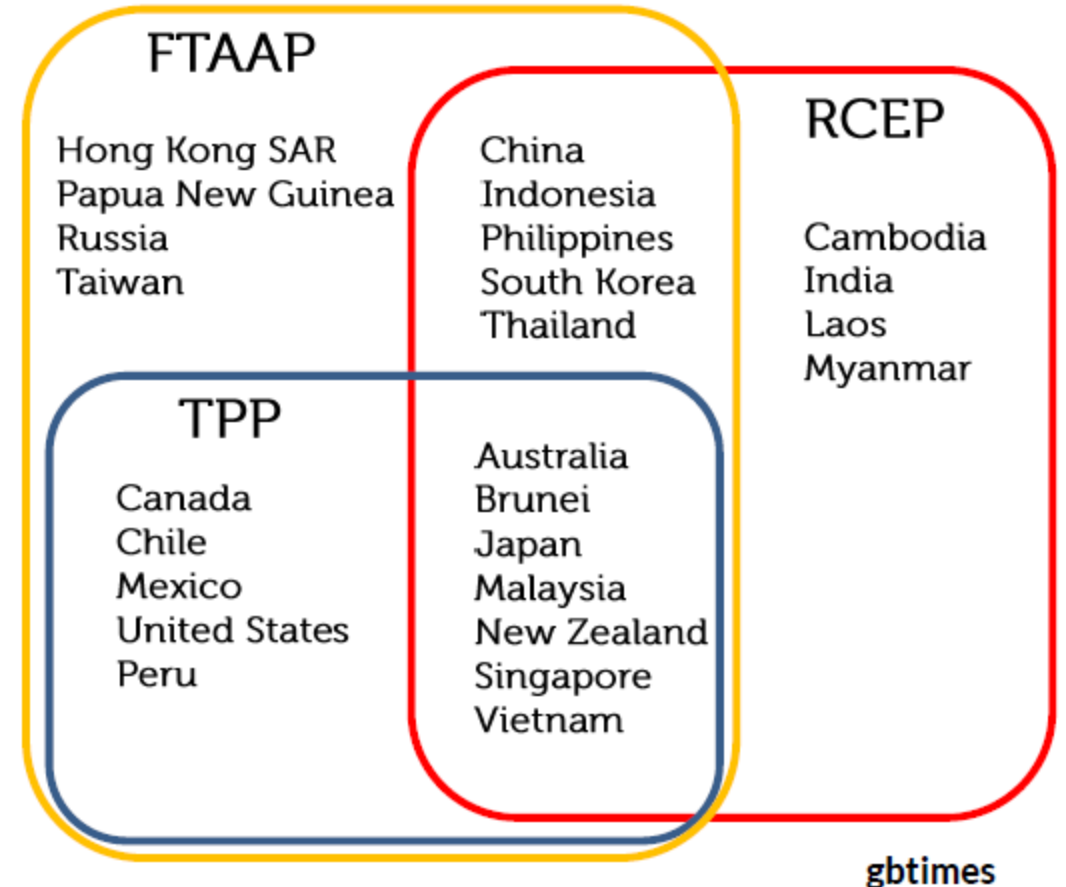 FTAAP
Hong Kong SAR
Papua New Guinea
Russia
Taiwan
China
Indonesia
Philippines
South Korea
Thailand
RCEP
Cambodia
India
Laos
Myanmar
TPP
Canada
Chile
Mexico
United States
Peru
Australia
Brunei
Japan
Malaysia
New Zealand
Singapore
Vietnam
gbtimes